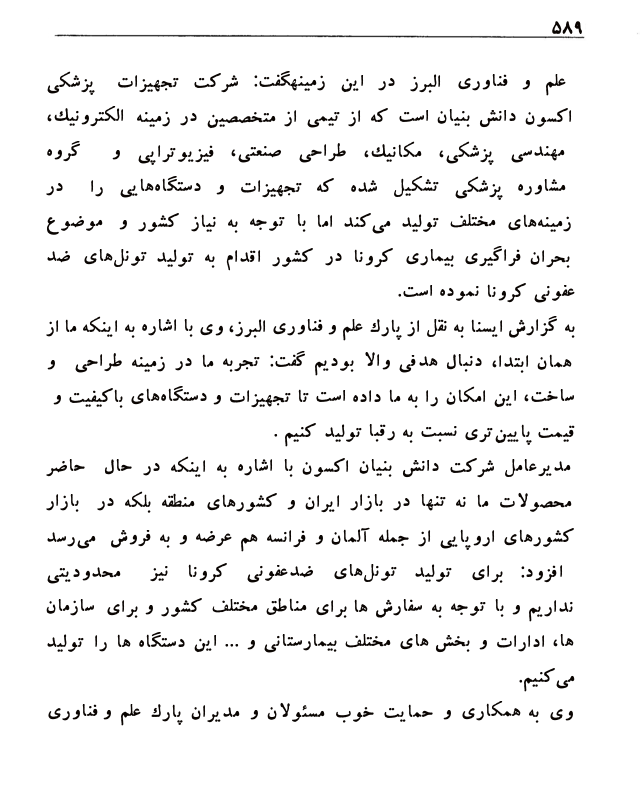 ۵۸۹
علم و فناوری البرز در این زمینهگفت: شرکت تجهیزات پزشکی
اکسون دانش بنیان است که از تیمی از متخصصین در زمینه الکترونیك،
مهندسی پزشکی، مکانیك، طراحی صنعتی، فیزیوتراپی و گروه
مشاوره پزشکی تشکیل شده که تجهیزات و دستگاه‌هایی را در
زمینه‌های مختلف تولید می‌کند اما با توجه به نیاز کشور و موضوع
بحران فراگیری بیماری کرونا در کشور اقدام به تولید تونل‌های ضد
عفونی کرونا نموده است.
به گزارش ایسنا به نقل از پارك علم و فناوری البرز، وی با اشاره به اینکه ما از
همان ابتدا، دنبال هدفی والا بودیم گفت: تجربه ما در زمینه طراحی و
ساخت، این امکان را به ما داده است تا تجهیزات و دستگاه‌های باکیفیت و
قیمت پایین‌تری نسبت به رقبا تولید کنیم .
مدیرعامل شرکت دانش بنیان اکسون با اشاره به اینکه در حال حاضر
محصولات ما نه تنها در بازار ایران و کشورهای منطقه بلکه در بازار
کشورهای اروپایی از جمله آلمان و فرانسه هم عرضه و به فروش می‌رسد
افزود: برای تولید تونل‌های ضدعفونی کرونا نیز محدودیتی
نداریم و با توجه به سفارش ها برای مناطق مختلف کشور و برای سازمان
ها، ادارات و بخش های مختلف بیمارستانی و ... این دستگاه ها را تولید
می‌کنیم.
وی به همکاری و حمایت خوب مسئولان و مدیران پارك علم و فناوری